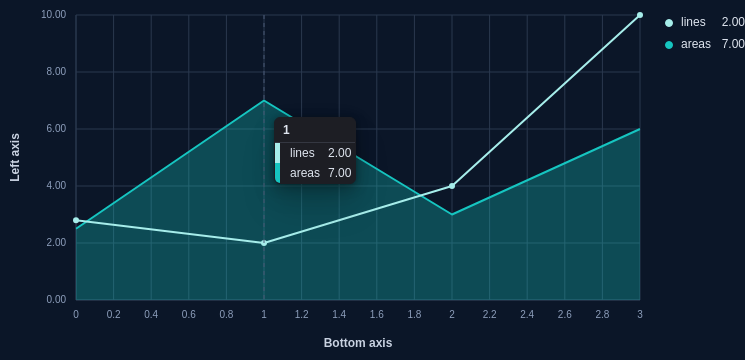 10.00
8.00
6.00
4.00
2.00
0.00
Left axis
0 0.2 0.4 0.6 0.8 1 1.2 1.4 1.6 1.8 2 2.2 2.4 2.6 2.8 3
Bottom axis
1
lines 2.00
areas 7.00
lines 2.00
areas 7.00